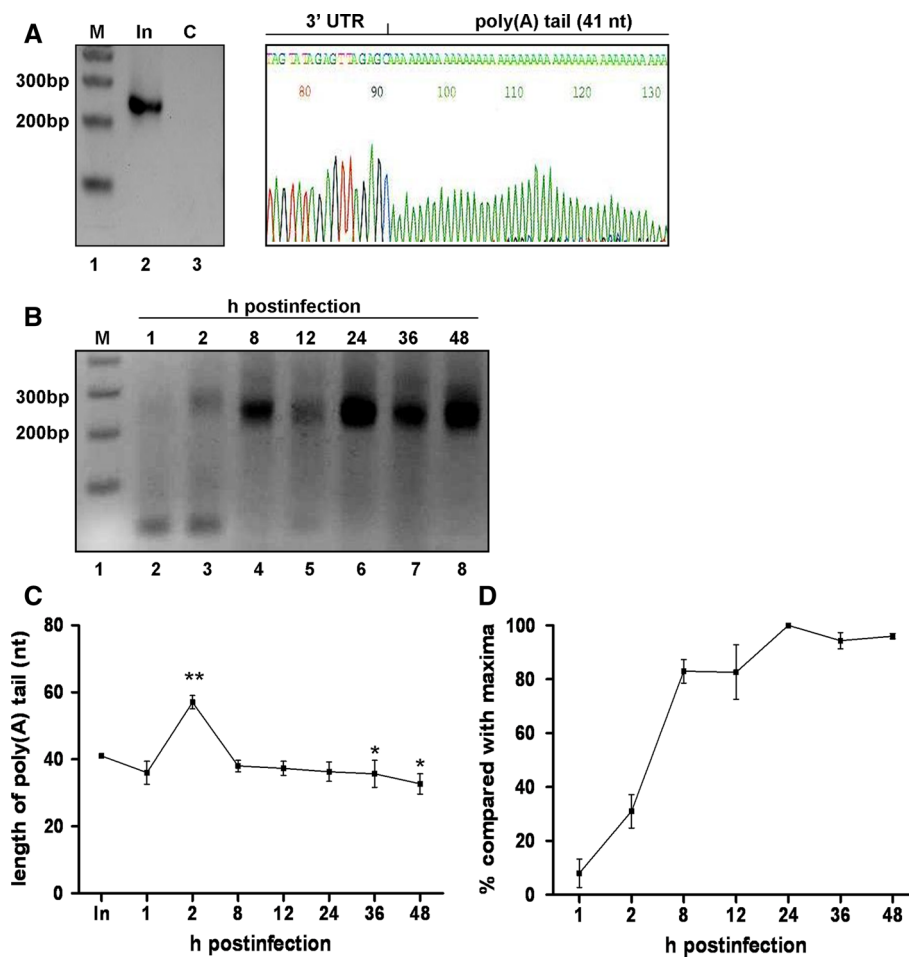 A
M In C
300bp
200bp
1 2 3
3' UTR poly(A) tail (41 nt)
TAGTATAGAGTTAGAGCAAAAAAAAAAAAAAAAAAAAAAAAAAAAAAAAAAAAAAAAA
80 90 100 110 120 130
B
h postinfection
M 1 2 8 12 24 36 48
300bp
200bp
1 2 3 4 5 6 7 8
C
length of poly(A) tail (nt)
80
60
40
20
0
**
*
*
In 1 2 8 12 24 36 48
h postinfection
D
% compared with maxima
100
80
60
40
20
0
1 2 8 12 24 36 48
h postinfection